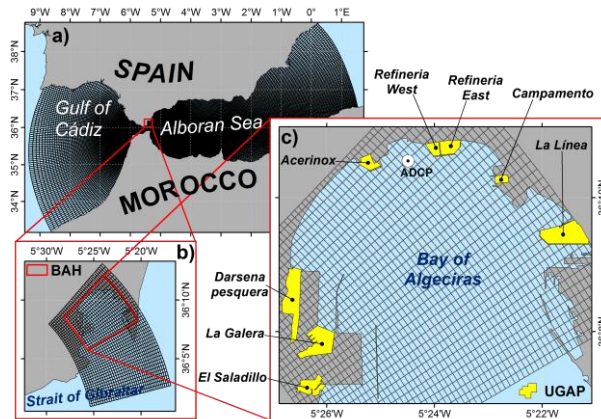 9°W 8°W 7°W 6°W 5°W 4°W 3°W 2°W 1°W 0°W 1°E
a)
38°N
37°N
36°N
35°N
34°N
SPAIN
Gulf of
Cádiz
Alboran Sea
MOROCCO
5°30'W 5°25'W 5°20'W
b)
BAH
36°10'N
36°5'N
Strait of Gibraltar
c)
Refinería
West
Refinería
East
Campamento
La Línea
Acerinox
ADCP
Bay of
Algeciras
Darsena
pesquera
La Galera
El Saladillo
UGAP
5°26'W 5°24'W 5°22'W